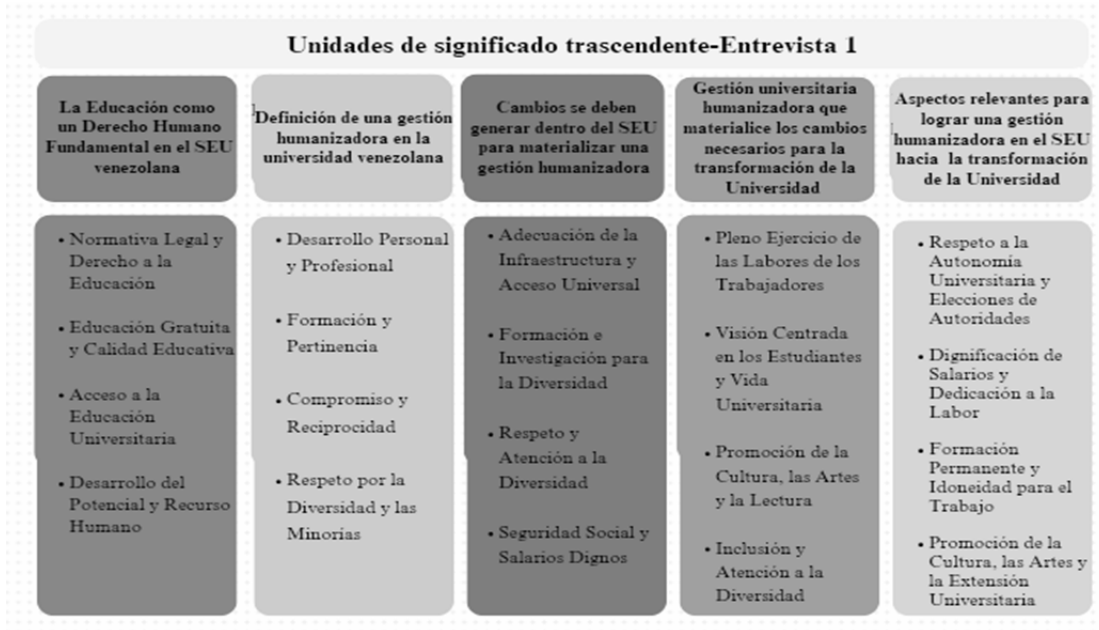 Unidades de significado trascendente-Entrevista 1
La Educación como
un Derecho Humano
Fundamental en el SEU
venezolana
Definición de una gestión
humanizadora en la
universidad venezolana
Cambios se deben
generar dentro del SEU
para materializar una
gestión humanizadora
Gestión universitaria
humanizadora que
materialice los cambios
necesarios para la
transformación de la
Universidad
Aspectos relevantes para
lograr una gestión
humanizadora en el SEU
hacia la transformación
de la Universidad
• Normativa Legal y
Derecho a la
Educación
• Educación Gratuita
y Calidad Educativa
• Acceso a la
Educación
Universitaria
• Desarrollo del
Potencial y Recurso
Humano
• Desarrollo Personal
y Profesional
• Formación y
Pertinencia
• Compromiso y
Reciprocidad
• Respeto por la
Diversidad y las
Minorías
• Adecuación de la
Infraestructura y
Acceso Universal
• Formación e
Investigación para
la Diversidad
• Respeto y
Atención a la
Diversidad
• Seguridad Social y
Salarios Dignos
• Pleno Ejercicio de
las Labores de los
Trabajadores
• Visión Centrada
en los Estudiantes
y Vida
Universitaria
• Promoción de la
Cultura, las Artes
y la Lectura
• Inclusión y
Atención a la
Diversidad
• Respeto a la
Autonomía
Universitaria y
Elecciones de
Autoridades
• Dignificación de
Salarios y
Dedicación a la
Labor
• Formación
Permanente y
Idoneidad para el
Trabajo
• Promoción de la
Cultura, las Artes y
la Extensión
Universitaria